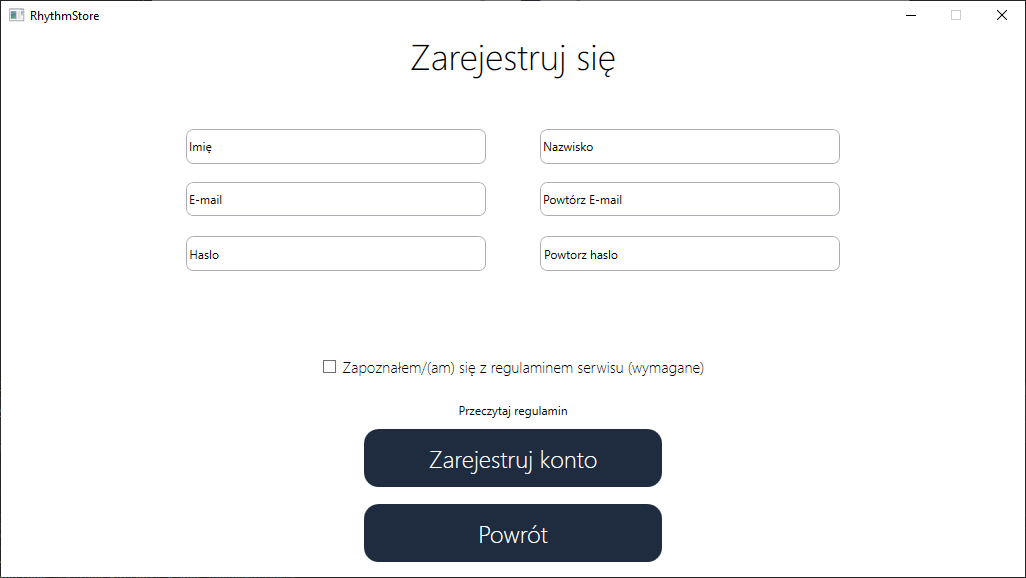 RhythmStore
Zarejestruj się
Imię
Nazwisko
E-mail
Powtórz E-mail
Haslo
Powtorz haslo
Zapoznałem/(am) się z regulaminem serwisu (wymagane)
Przeczytaj regulamin
Zarejestruj konto
Powrót